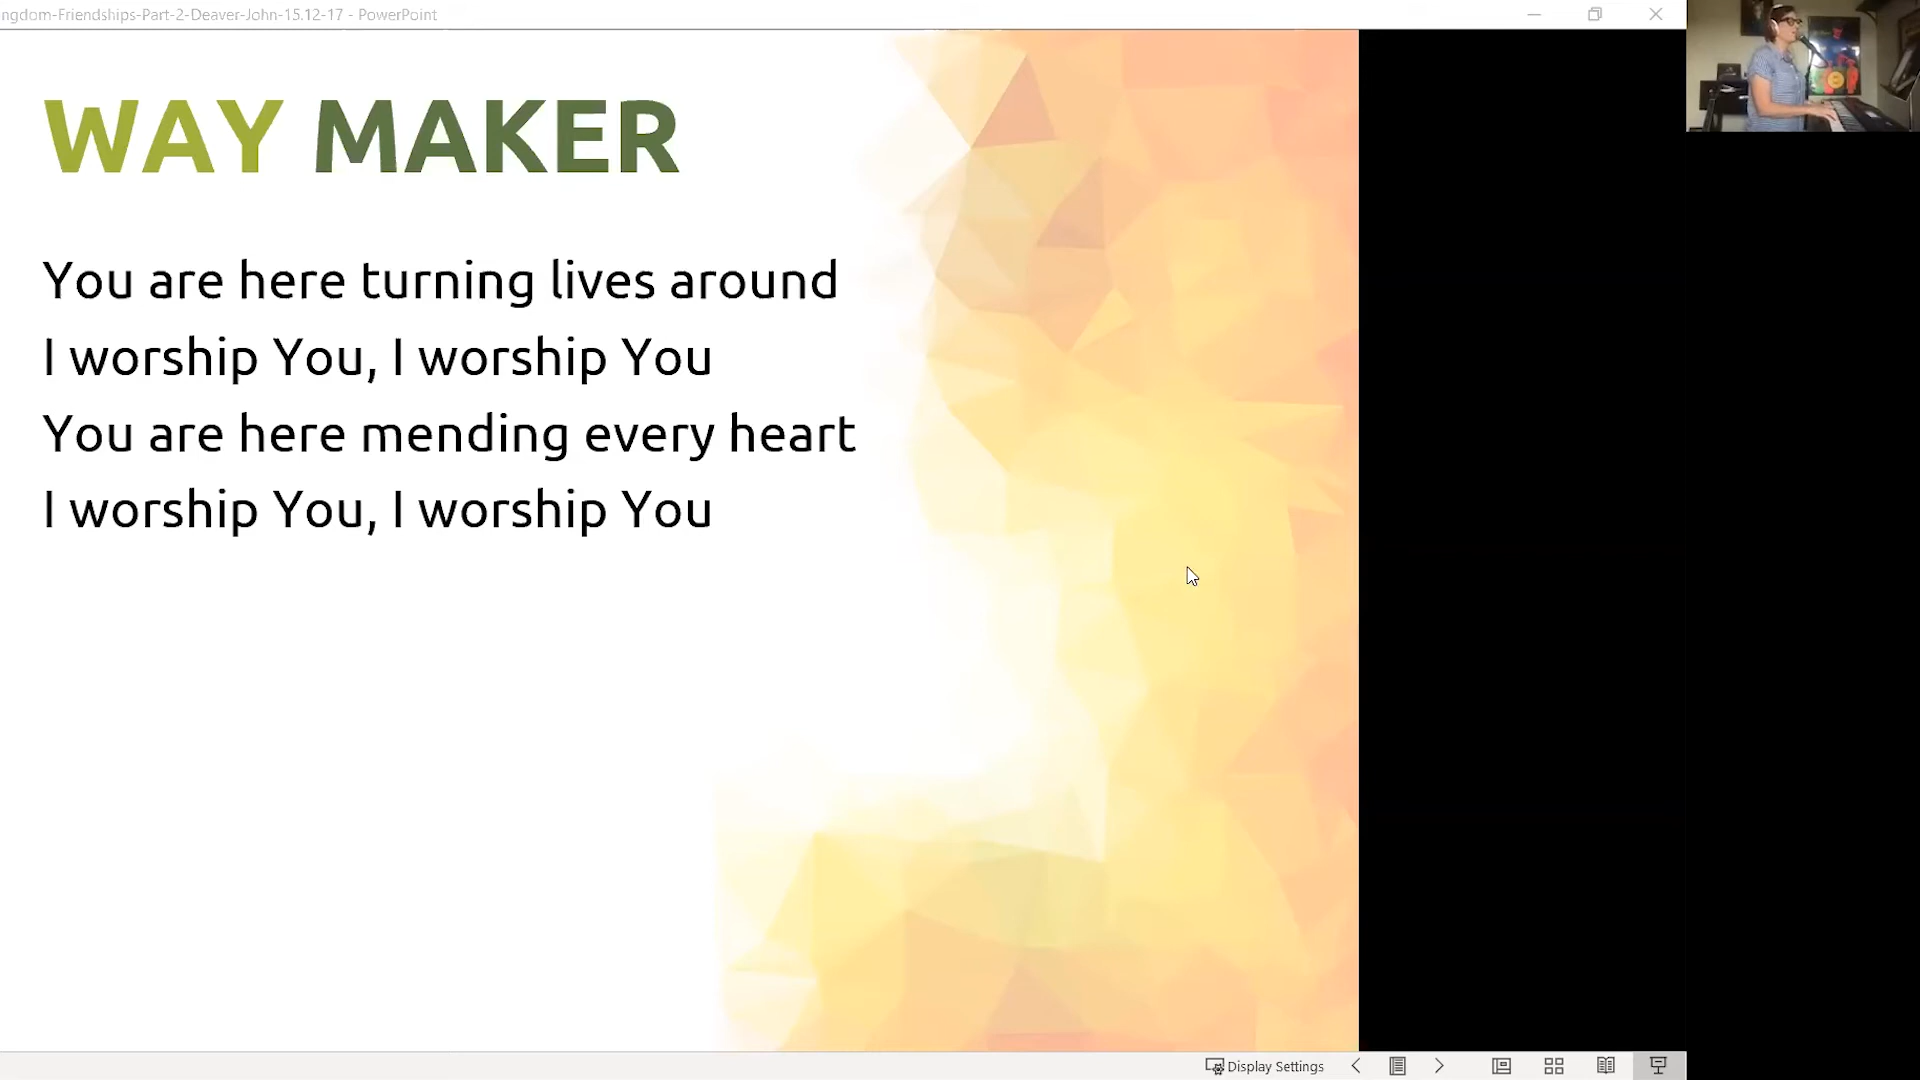 ngdom-Friendships-Part-2-Deaver-John-15.12-17 - PowerPoint
WAY MAKER
You are here turning lives around
I worship You, I worship You
You are here mending every heart
I worship You, I worship You
Display Settings